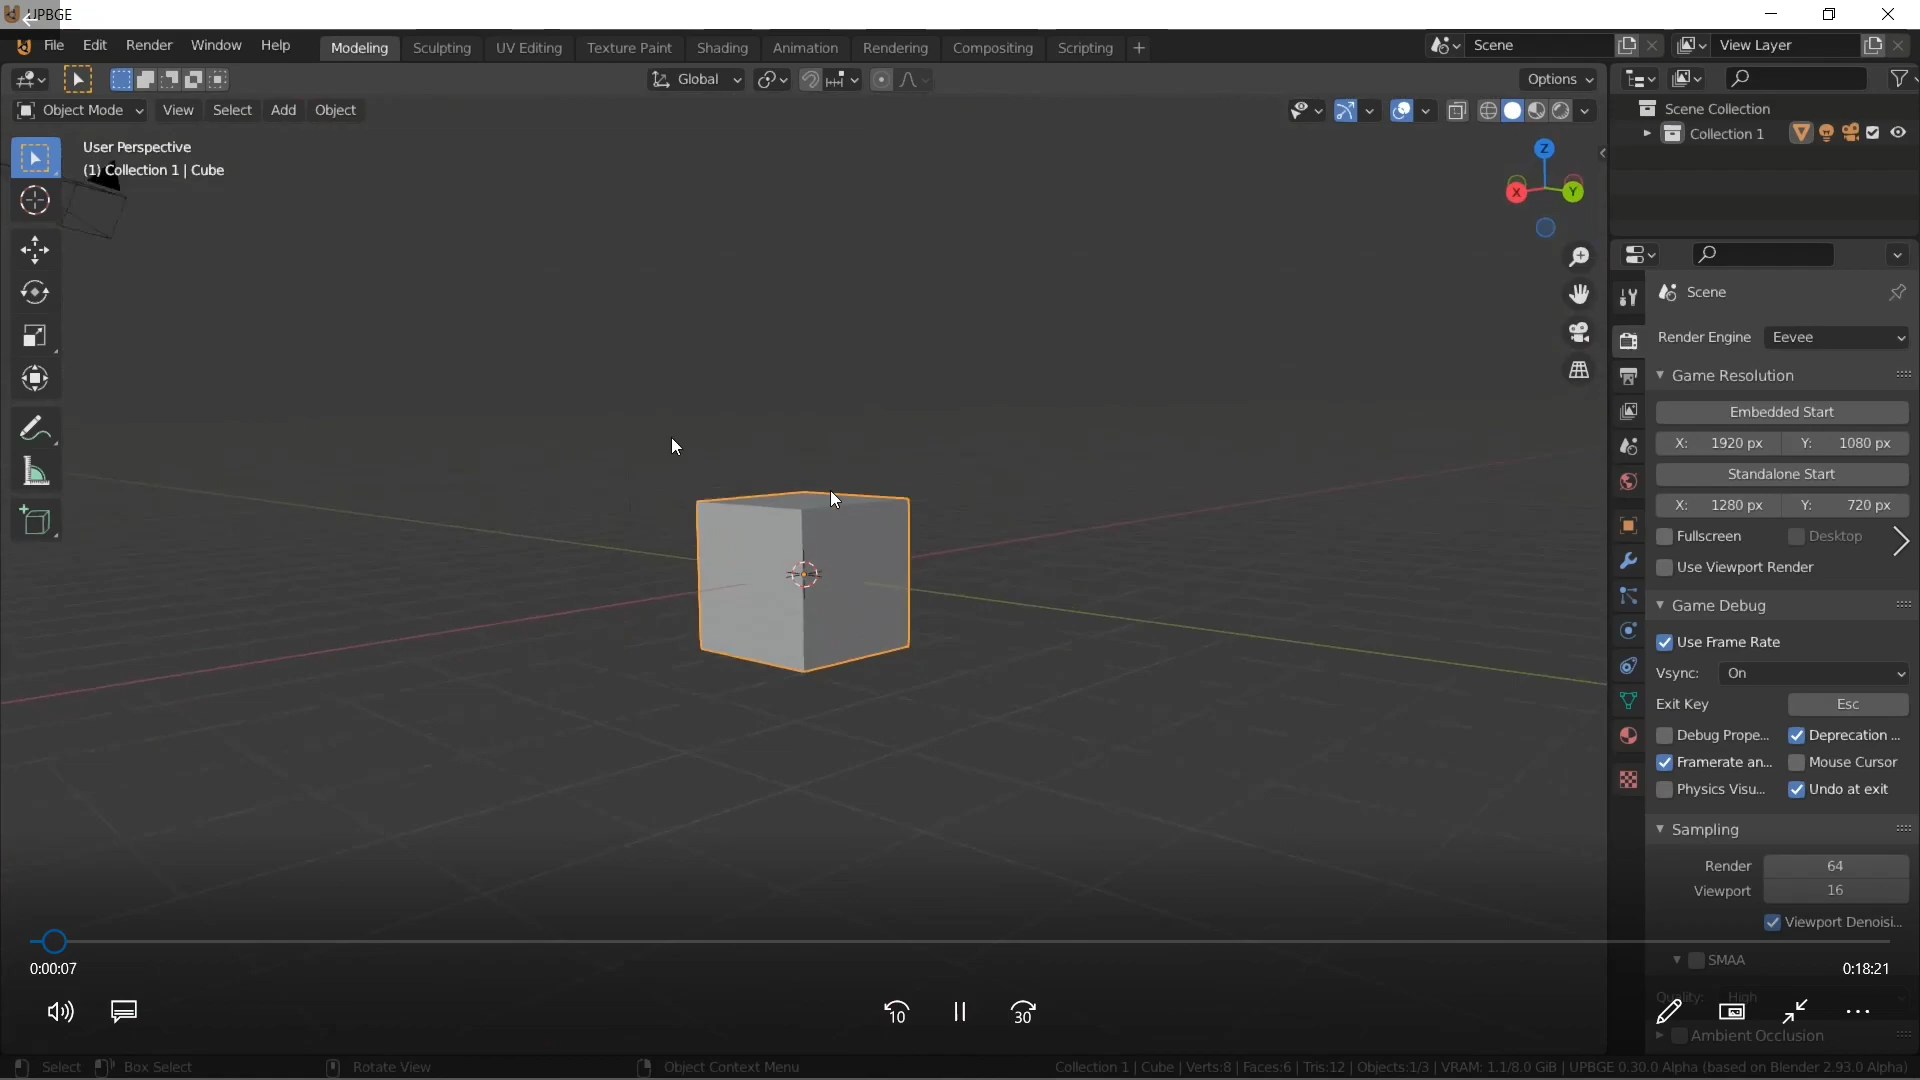 UPBGE
File Edit Render Window Help Modeling Sculpting UV Editing Texture Paint Shading Animation Rendering Compositing Scripting + Scene View Layer
Global Options
Object Mode View Select Add Object
Scene Collection
Collection 1
User Perspective
(1) Collection 1 | Cube
Z
X Y
Scene
Render Engine Eevee
Game Resolution
Embedded Start
X: 1920 px Y: 1080 px
Standalone Start
X: 1280 px Y: 720 px
Fullscreen Desktop
Use Viewport Render
Game Debug
Use Frame Rate
Vsync: On
Exit Key Esc
Debug Prope... Deprecation ...
Framerate an... Mouse Cursor
Physics Visu... Undo at exit
Sampling
Render 64
Viewport 16
Viewport Denoisi...
SMAA
0:00:07 0:18:21
Quality: High
10 30
Ambient Occlusion
Select Box Select Rotate View Object Context Menu Collection 1 | Cube | Verts:8 | Faces:6 | Tris:12 | Objects:1/3 | VRAM: 1.1/8.0 GiB | UPBGE 0.30.0 Alpha (based on Blender 2.93.0 Alpha)